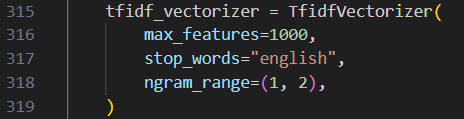 315 tfidf_vectorizer = TfidfVectorizer(
316 max_features=1000,
317 stop_words="english",
318 ngram_range=(1, 2),
319 )